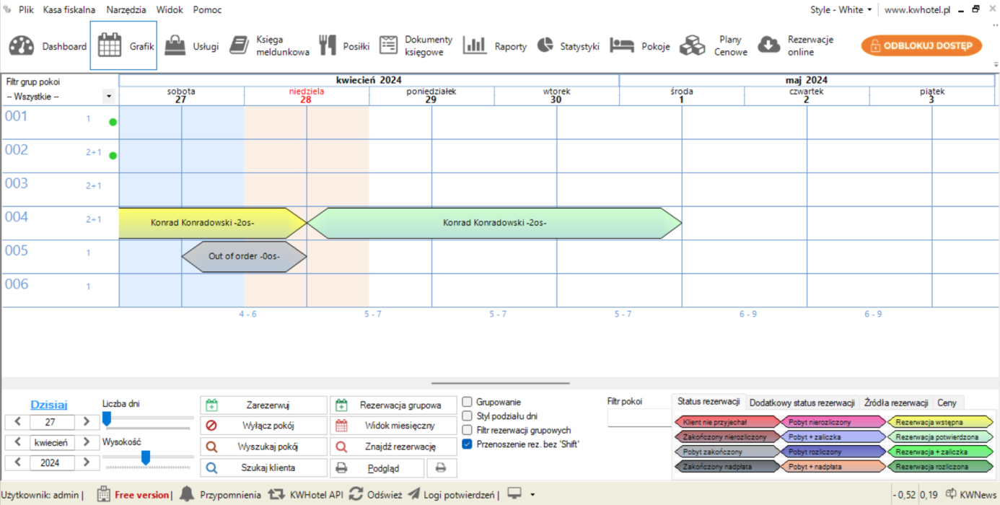 Plik Kasa fiskalna Narzędzia Widok Pomoc Style - White www.kwhotel.pl
Dashboard Grafik Usługi Księga meldunkowa Posiłki Dokumenty księgowe Raporty Statystyki Pokoje Plany Cenowe Rezerwacje online ODBLOKUJ DOSTĘP
Filtr grup pokoi kwiecień 2024 maj 2024
-- Wszystkie -- sobota niedziela poniedziałek wtorek środa czwartek piątek
27 28 29 30 1 2 3
001 1
002 2+1
003 2+1
004 2+1 Konrad Konradowski -2os- Konrad Konradowski -2os-
005 1 Out of order -0os-
006 1
4 - 6 5 - 7 5 - 7 5 - 7 6 - 9 6 - 9
Dzisiaj
27
kwiecień
2024
Liczba dni
Wysokość
Zarezerwuj Rezerwacja grupowa
Wyłącz pokój Widok miesięczny
Wyszukaj pokój Znajdź rezerwację
Szukaj klienta Podgląd
Grupowanie
Styl podziału dni
Filtr rezerwacji grupowych
Przenoszenie rez. bez 'Shift'
Filtr pokoi
Status rezerwacji Dodatkowy status rezerwacji Źródła rezerwacji Ceny
Klient nie przyjechał Pobyt nierozliczony Rezerwacja wstępna
Zakończony nierozliczony Pobyt + zaliczka Rezerwacja potwierdzona
Pobyt zakończony Pobyt rozliczony Rezerwacja + zaliczka
Zakończony nadpłata Pobyt + nadpłata Rezerwacja rozliczona
Użytkownik: admin | Free version | Przypomnienia KWHotel API Odśwież Logi potwierdzeń | - 0,52 0,19 KWNews